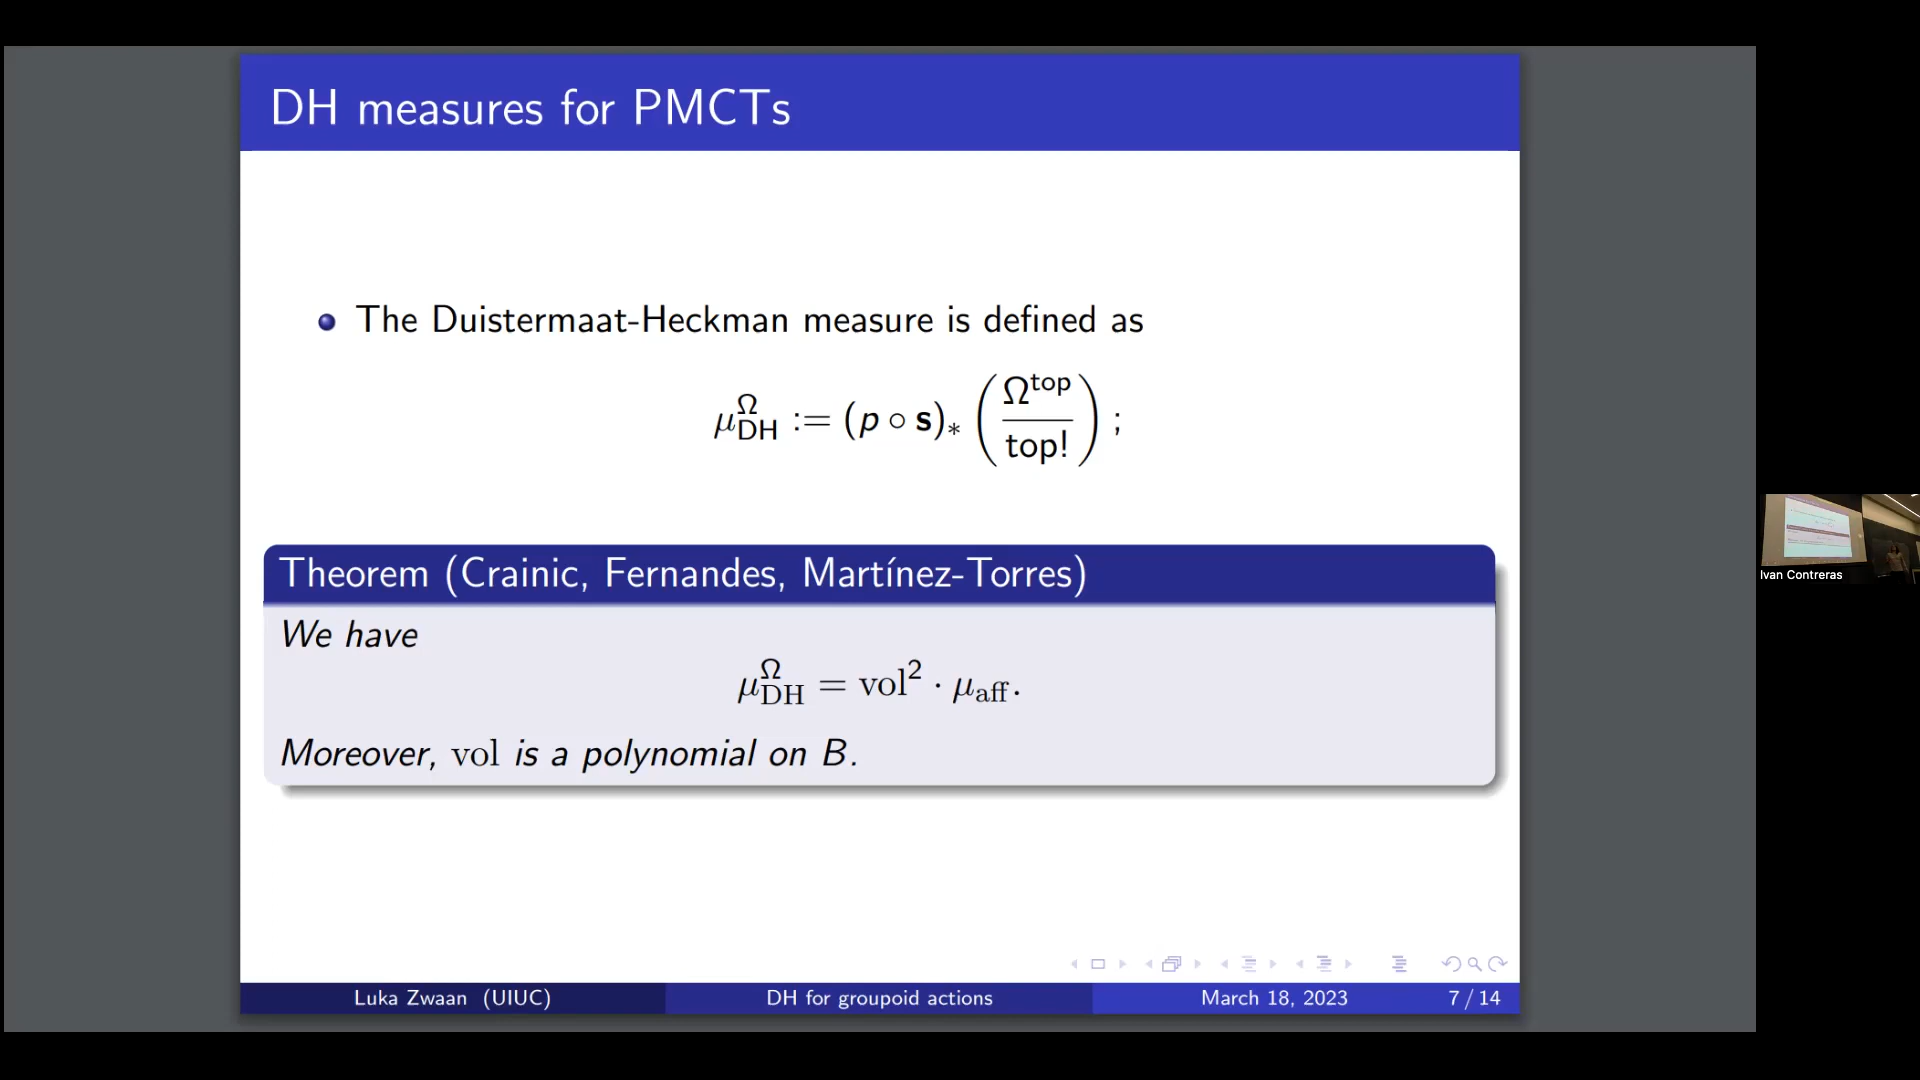 DH measures for PMCTs
The Duistermaat-Heckman measure is defined as
μ^Ω_DH := (p ∘ s)_* (Ω^top / top!) ;
Theorem (Crainic, Fernandes, Martínez-Torres)
We have
μ^Ω_DH = vol² · μ_aff.
Moreover, vol is a polynomial on B.
Ivan Contreras
Luka Zwaan (UIUC)
DH for groupoid actions
March 18, 2023
7 / 14